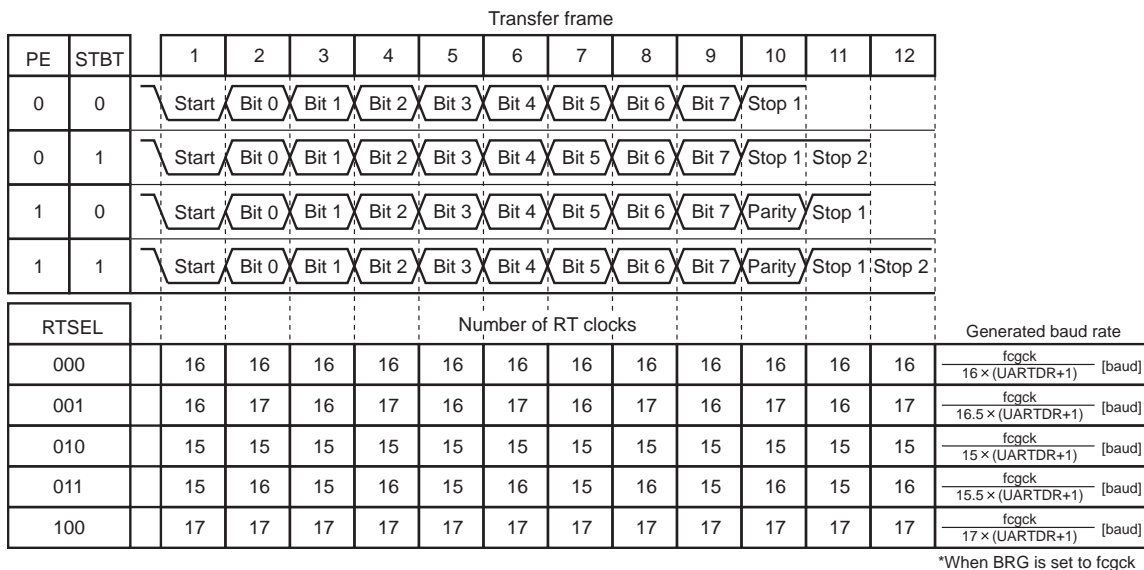 Transfer frame
PE STBT 1 2 3 4 5 6 7 8 9 10 11 12
0 0 Start Bit 0 Bit 1 Bit 2 Bit 3 Bit 4 Bit 5 Bit 6 Bit 7 Stop 1
0 1 Start Bit 0 Bit 1 Bit 2 Bit 3 Bit 4 Bit 5 Bit 6 Bit 7 Stop 1 Stop 2
1 0 Start Bit 0 Bit 1 Bit 2 Bit 3 Bit 4 Bit 5 Bit 6 Bit 7 Parity Stop 1
1 1 Start Bit 0 Bit 1 Bit 2 Bit 3 Bit 4 Bit 5 Bit 6 Bit 7 Parity Stop 1 Stop 2
RTSEL Number of RT clocks Generated baud rate
000 16 16 16 16 16 16 16 16 16 16 16 16 fcgck / 16×(UARTDR+1) [baud]
001 16 17 16 17 16 17 16 17 16 17 16 17 fcgck / 16.5×(UARTDR+1) [baud]
010 15 15 15 15 15 15 15 15 15 15 15 15 fcgck / 15×(UARTDR+1) [baud]
011 15 16 15 16 15 16 15 16 15 16 15 16 fcgck / 15.5×(UARTDR+1) [baud]
100 17 17 17 17 17 17 17 17 17 17 17 17 fcgck / 17×(UARTDR+1) [baud]
*When BRG is set to fcgck